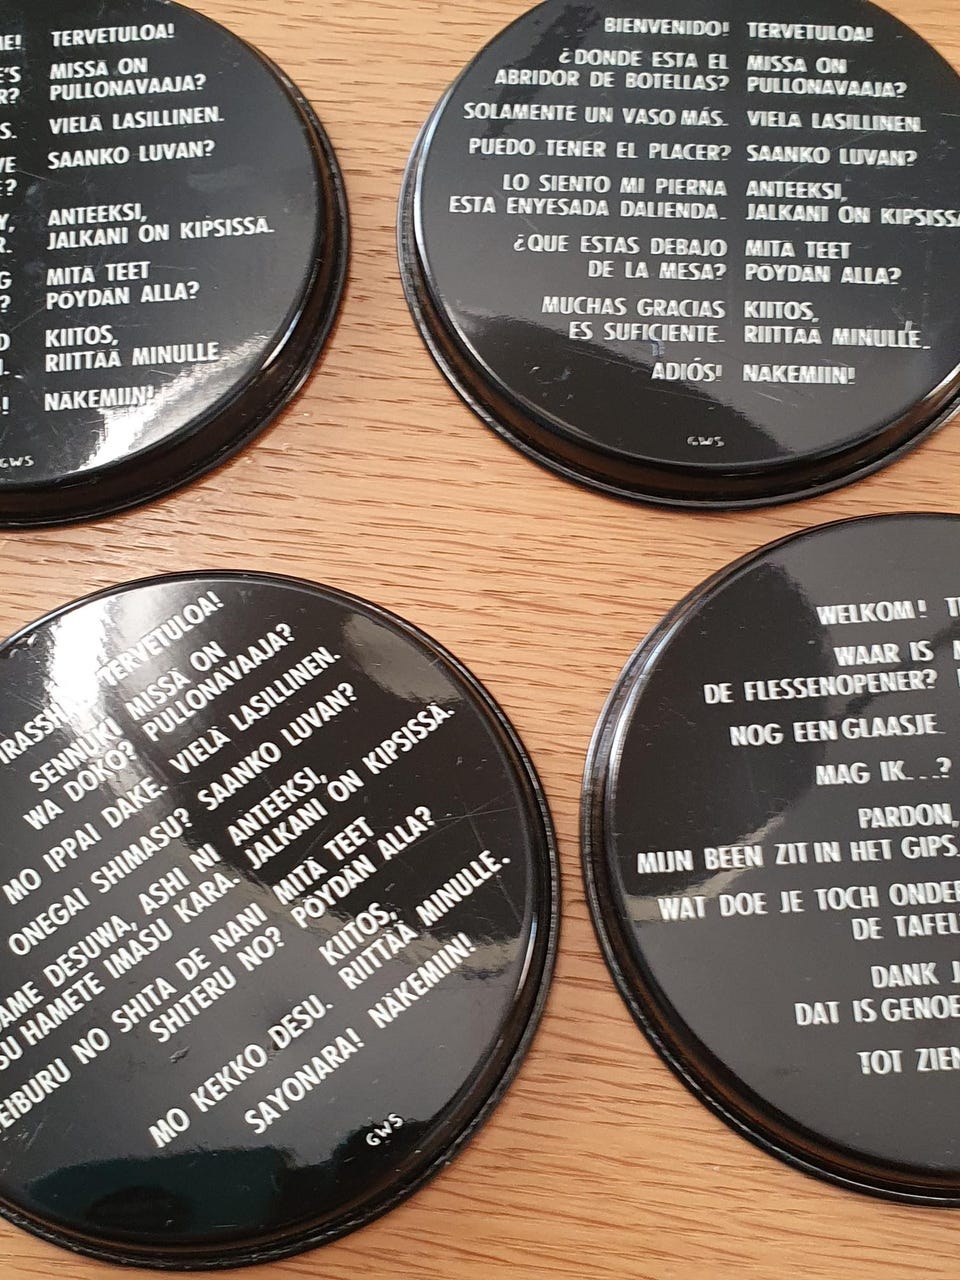 TERVETULOA!
MISSÄ ON
PULLONAVAAJA?
VIELÄ LASILLINEN.
SAANKO LUVAN?
ANTEEKSI,
JALKANI ON KIPSISSÄ.
MITÄ TEET
PÖYDÄN ALLA?
KIITOS,
RIITTÄÄ MINULLE.
NÄKEMIIN!
GWS
BIENVENIDO! TERVETULOA!
¿DONDE ESTA EL MISSÄ ON
ABRIDOR DE BOTELLAS? PULLONAVAAJA?
SOLAMENTE UN VASO MÁS. VIELÄ LASILLINEN.
PUEDO TENER EL PLACER? SAANKO LUVAN?
LO SIENTO MI PIERNA ANTEEKSI,
ESTA ENYESADA DALIENDA. JALKANI ON KIPSISSÄ
¿QUE ESTAS DEBAJO MITÄ TEET
DE LA MESA? PÖYDÄN ALLA?
MUCHAS GRACIAS KIITOS,
ES SUFICIENTE. RIITTÄÄ MINULLE.
ADIÓS! NÄKEMIIN!
GWS
TERVETULOA!
SENNUKI MISSÄ ON
WA DOKO? PULLONAVAAJA?
MO IPPAI DAKE. VIELÄ LASILLINEN.
ONEGAI SHIMASU? SAANKO LUVAN?
DESUWA, ASHI NI ANTEEKSI,
HAMETE IMASU KARA. JALKANI ON KIPSISSÄ.
NO SHITA DE NANI MITÄ TEET
SHITERU NO? PÖYDÄN ALLA?
KIITOS,
MO KEKKO DESU. RIITTÄÄ MINULLE.
SAYONARA! NÄKEMIIN!
GWS
WELKOM!
WAAR IS
DE FLESSENOPENER?
NOG EEN GLAASJE
MAG IK...?
PARDON,
MIJN BEEN ZIT IN HET GIPS.
WAT DOE JE TOCH
DE TAFEL
DANK
DAT IS
TOT